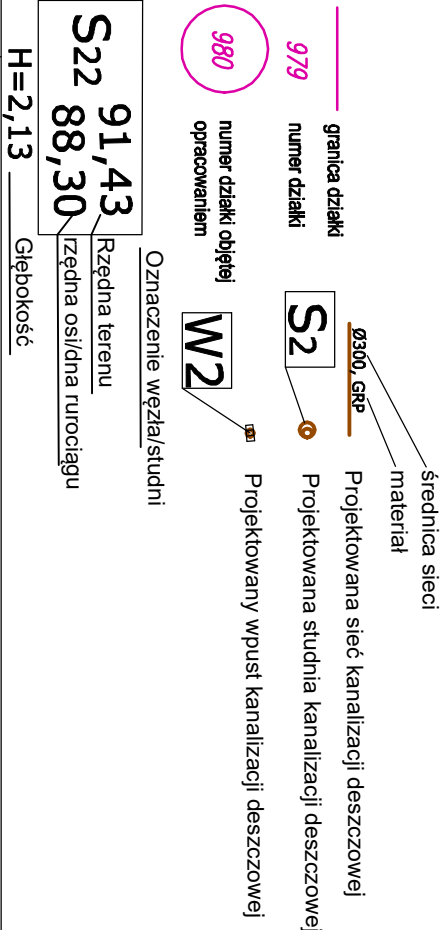 granica działki
979
numer działki
980
numer działki objętej
opracowaniem
średnica sieci
materiał
Ø300, GRP
Projektowana sieć kanalizacji deszczowej
S2
Projektowana studnia kanalizacji deszczowej
W2
Projektowany wpust kanalizacji deszczowej
Oznaczenie węzła/studni
S22 91,43
88,30
Rzędna terenu
rzędna osi/dna rurociągu
H=2,13
Głębokość